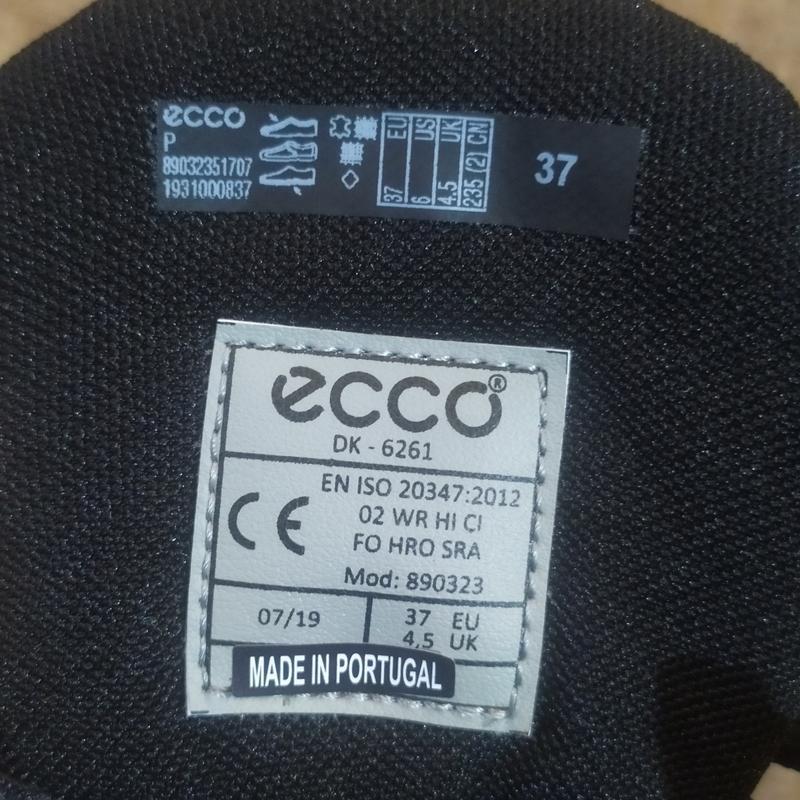 ecco
P
89032351707
1931000837
37 EU
6 US
4.5 UK
235 (2) CN
37
ecco®
DK - 6261
CE
EN ISO 20347:2012
02 WR HI CI
FO HRO SRA
Mod: 890323
07/19
37 EU
4,5 UK
MADE IN PORTUGAL